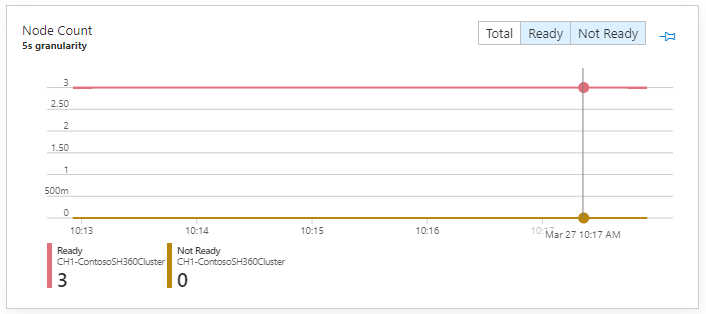 Node Count
5s granularity
Total Ready Not Ready
3
2.50
2
1.50
1
500m
0
10:13 10:14 10:15 10:16 10:17
Mar 27 10:17 AM
Ready Not Ready
CH1-ContosoSH360Cluster CH1-ContosoSH360Cluster
3 0